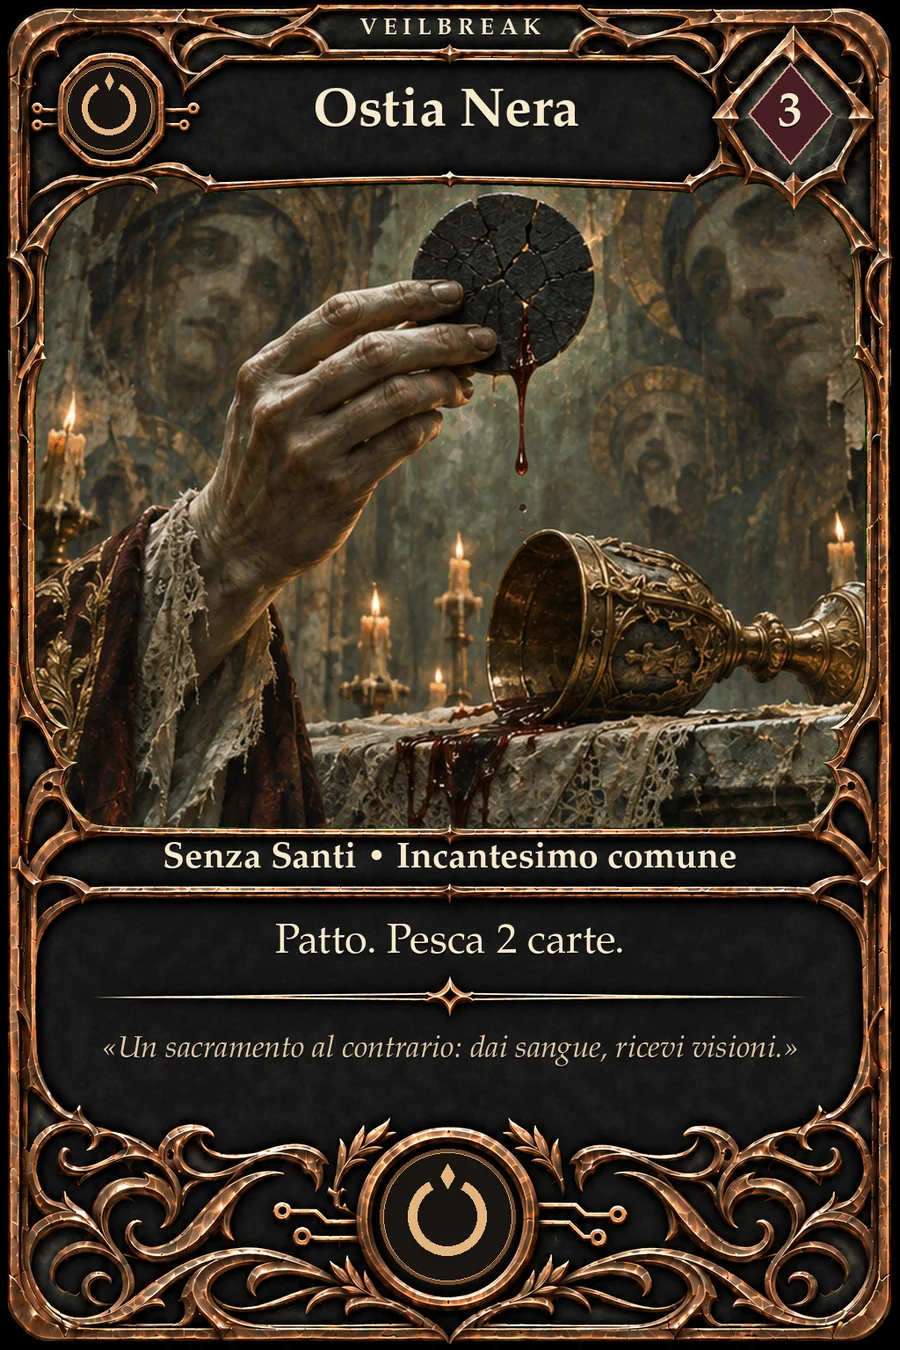 VEILBREAK
Ostia Nera
3
Senza Santi • Incantesimo comune
Patto. Pesca 2 carte.
«Un sacramento al contrario: dai sangue, ricevi visioni.»